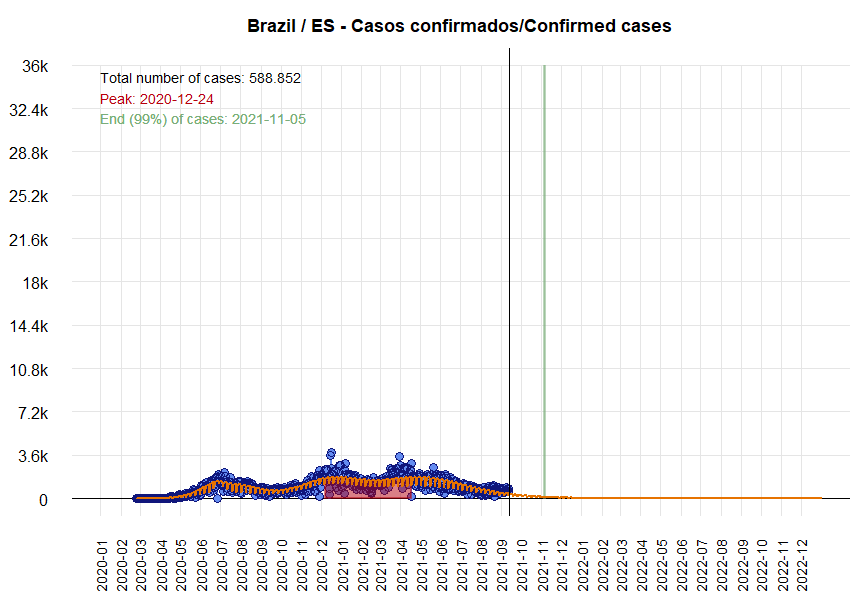 Brazil / ES - Casos confirmados/Confirmed cases
Total number of cases: 588.852
Peak: 2020-12-24
End (99%) of cases: 2021-11-05
36k
32.4k
28.8k
25.2k
21.6k
18k
14.4k
10.8k
7.2k
3.6k
0
2020-01
2020-02
2020-03
2020-04
2020-05
2020-06
2020-07
2020-08
2020-09
2020-10
2020-11
2020-12
2021-01
2021-02
2021-03
2021-04
2021-05
2021-06
2021-07
2021-08
2021-09
2021-10
2021-11
2021-12
2022-01
2022-02
2022-03
2022-04
2022-05
2022-06
2022-07
2022-08
2022-09
2022-10
2022-11
2022-12